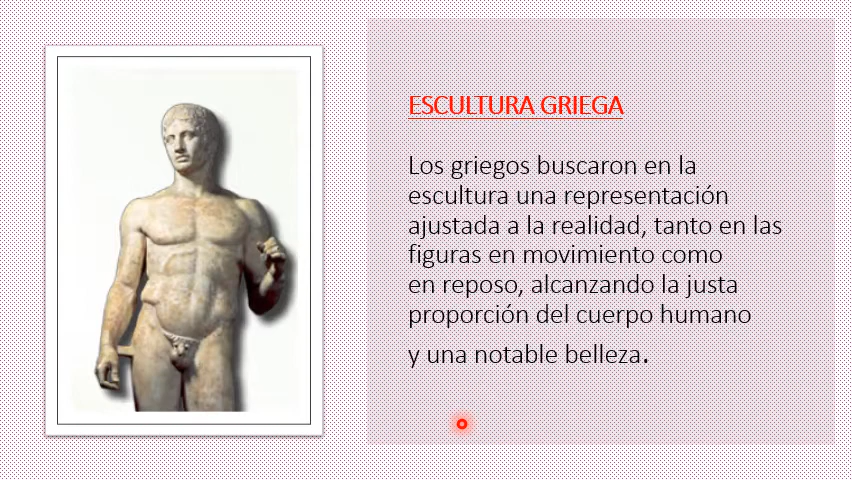 ESCULTURA GRIEGA
Los griegos buscaron en la
escultura una representación
ajustada a la realidad, tanto en las
figuras en movimiento como
en reposo, alcanzando la justa
proporción del cuerpo humano
y una notable belleza.